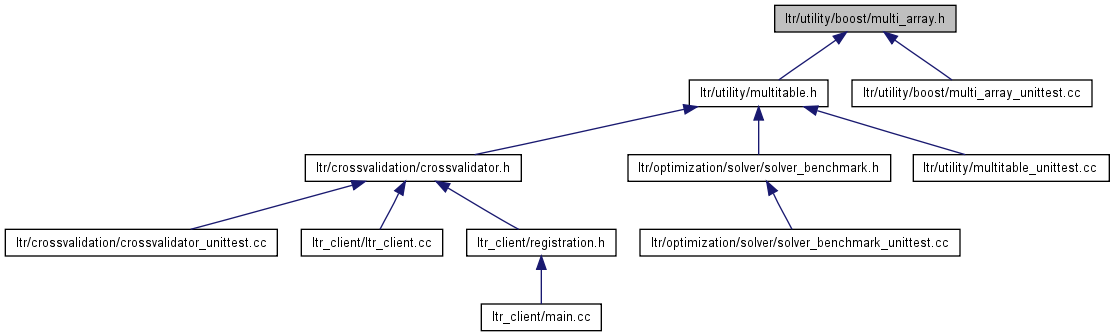 ltr/utility/boost/multi_array.h
ltr/utility/multitable.h
ltr/utility/boost/multi_array_unittest.cc
ltr/crossvalidation/crossvalidator.h
ltr/optimization/solver/solver_benchmark.h
ltr/utility/multitable_unittest.cc
ltr/crossvalidation/crossvalidator_unittest.cc
ltr_client/ltr_client.cc
ltr_client/registration.h
ltr/optimization/solver/solver_benchmark_unittest.cc
ltr_client/main.cc